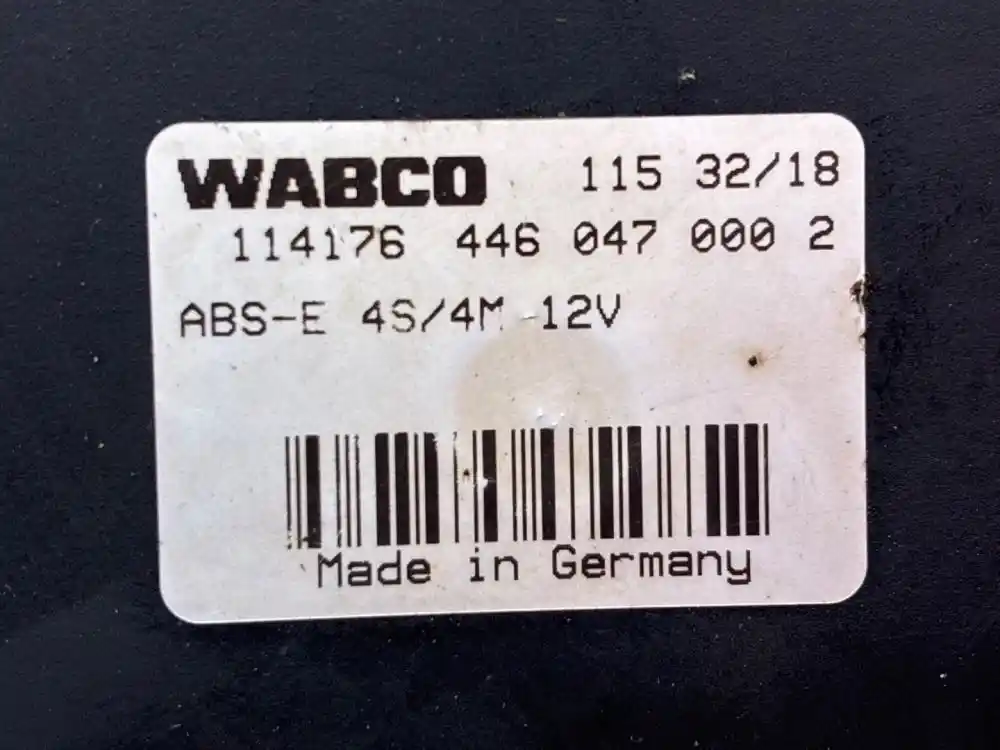 WABCO 115 32/18
114176 446 047 000 2
ABS-E 4S/4M 12V
Made in Germany